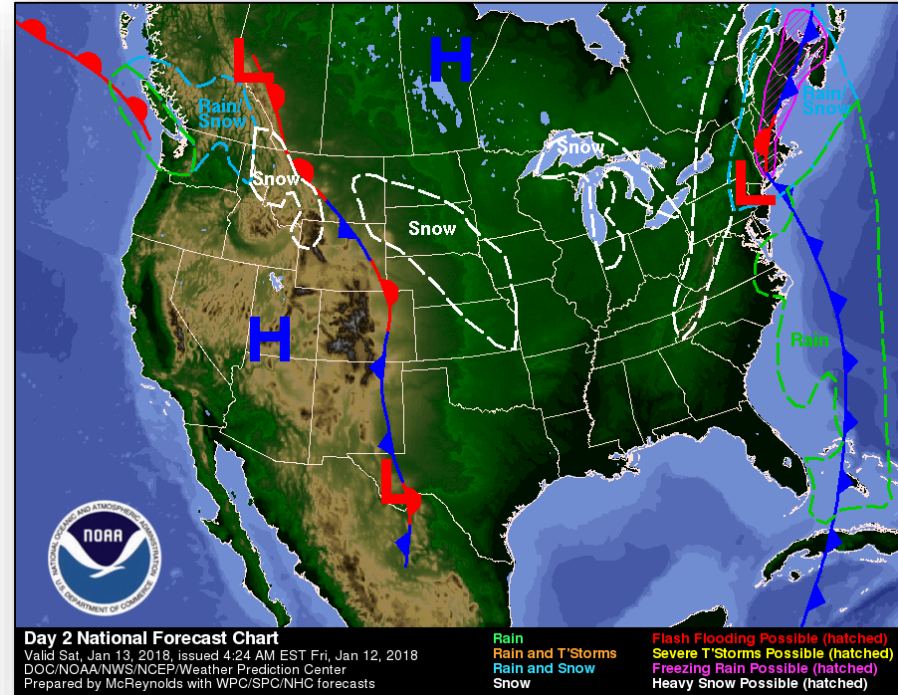 L
H
Rain/
Snow
Snow
Snow
Snow
Rain/
Snow
L
H
Rain
L
NOAA
NATIONAL OCEANIC AND ATMOSPHERIC ADMINISTRATION
U.S. DEPARTMENT OF COMMERCE
Day 2 National Forecast Chart
Valid Sat, Jan 13, 2018, issued 4:24 AM EST Fri, Jan 12, 2018
DOC/NOAA/NWS/NCEP/Weather Prediction Center
Prepared by McReynolds with WPC/SPC/NHC forecasts
Rain
Rain and T'Storms
Rain and Snow
Snow
Flash Flooding Possible (hatched)
Severe T'Storms Possible (hatched)
Freezing Rain Possible (hatched)
Heavy Snow Possible (hatched)